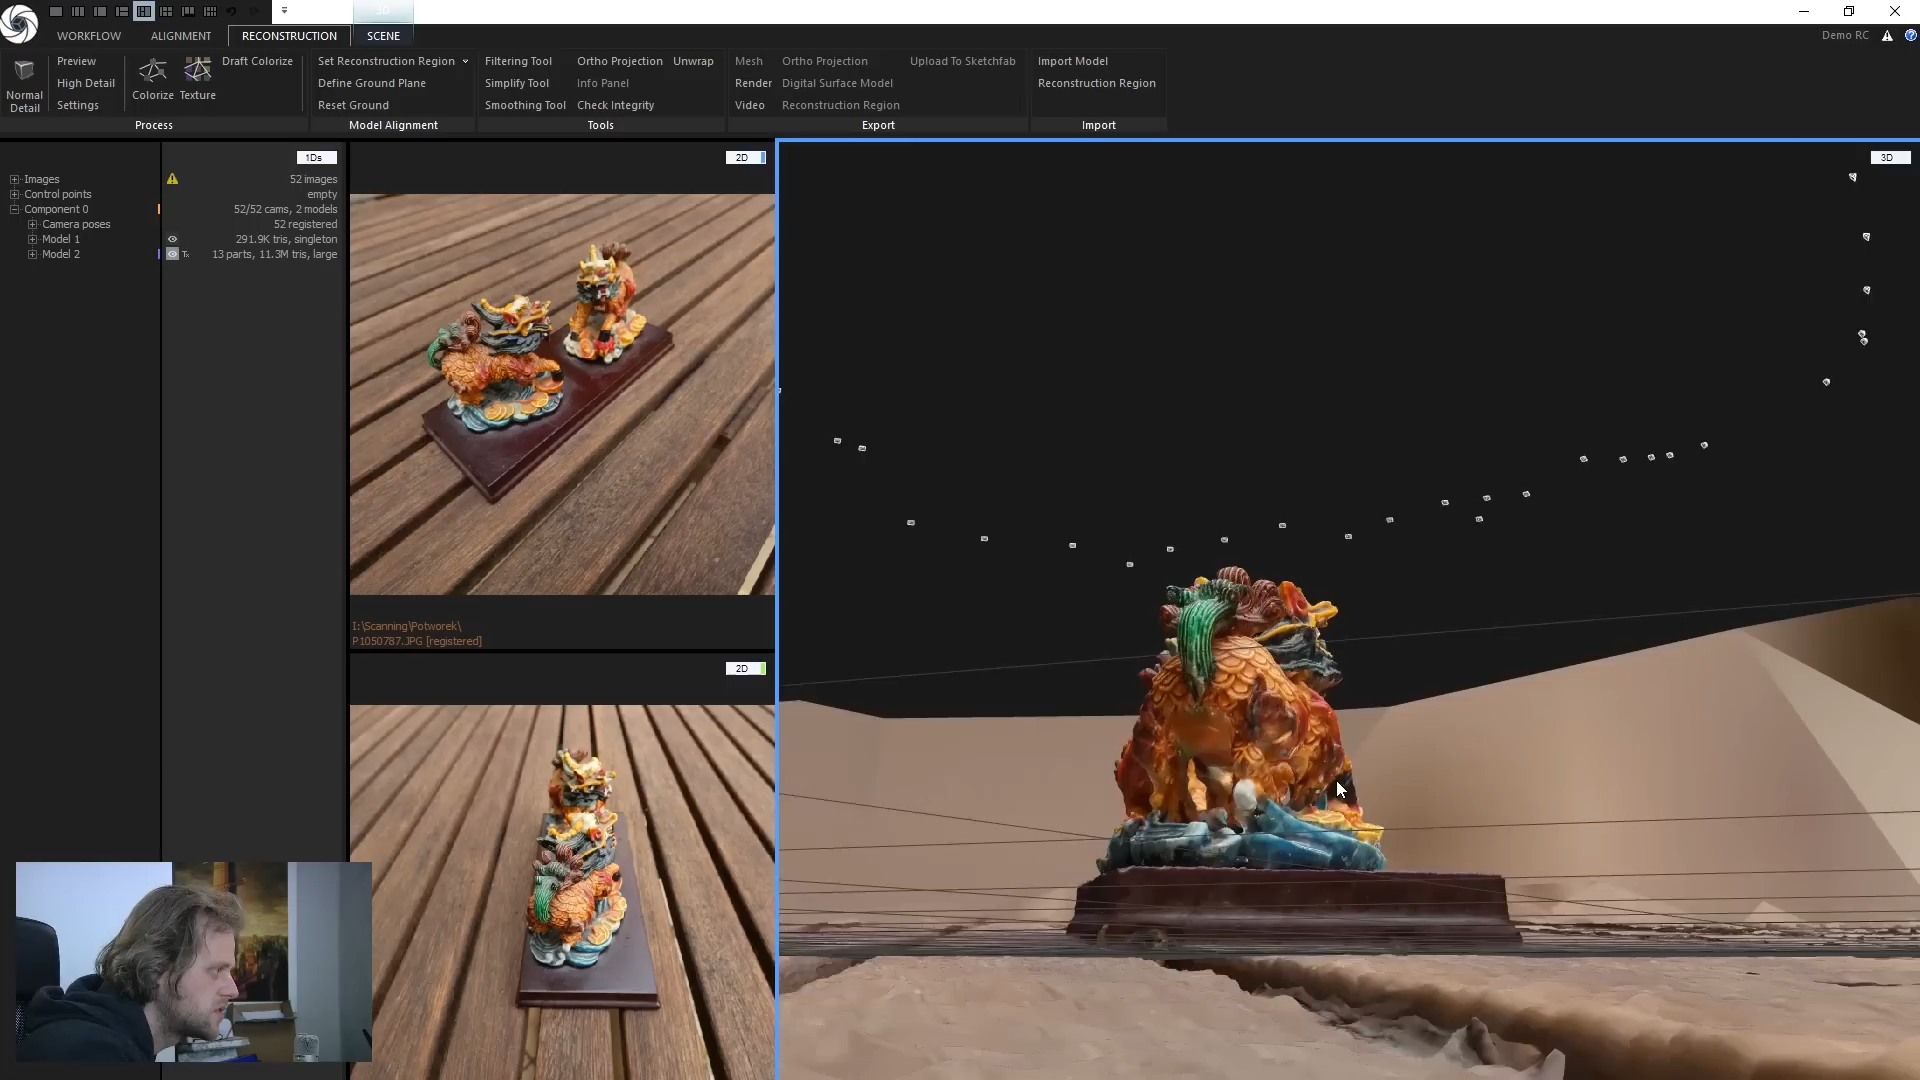 WORKFLOW ALIGNMENT RECONSTRUCTION SCENE Demo RC
Preview Draft Colorize Set Reconstruction Region Filtering Tool Ortho Projection Unwrap Mesh Ortho Projection Upload To Sketchfab Import Model
High Detail Define Ground Plane Simplify Tool Info Panel Render Digital Surface Model Reconstruction Region
Normal Detail Settings Colorize Texture Reset Ground Smoothing Tool Check Integrity Video Reconstruction Region
Process Model Alignment Tools Export Import
1Ds 2D 3D
Images 52 images
Control points empty
Component 0 52/52 cams, 2 models
Camera poses 52 registered
Model 1 291.9K tris, singleton
Model 2 Tx 13 parts, 11.3M tris, large
I:\Scanning\Potworek\
P1050787.JPG [registered]
2D